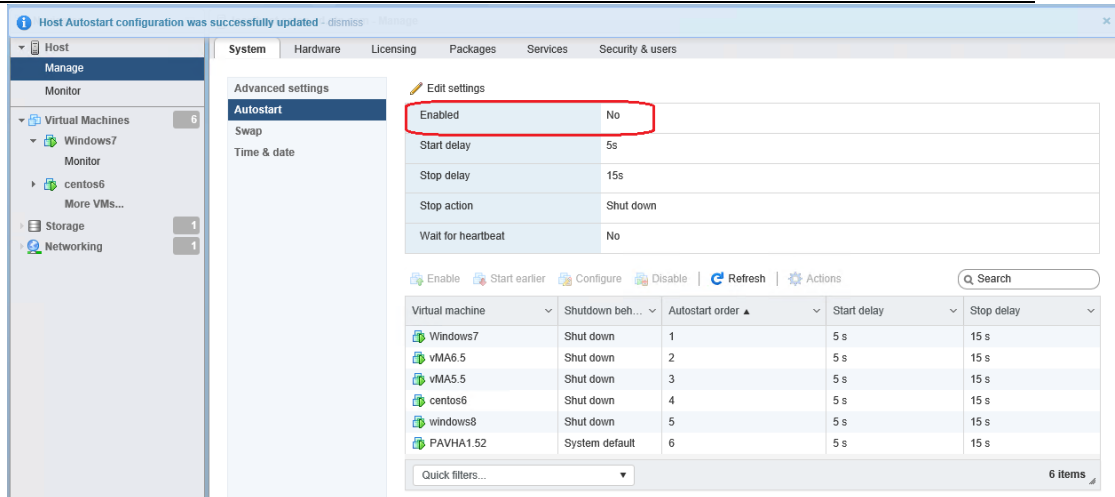 Host Autostart configuration was successfully updated - dismiss
Host
Manage
Monitor
Virtual Machines 6
Windows7
Monitor
centos6
More VMs...
Storage 1
Networking 1
System Hardware Licensing Packages Services Security & users
Advanced settings
Autostart
Swap
Time & date
Edit settings
Enabled No
Start delay 5s
Stop delay 15s
Stop action Shut down
Wait for heartbeat No
Enable Start earlier Configure Disable Refresh Actions Search
Virtual machine Shutdown beh... Autostart order Start delay Stop delay
Windows7 Shut down 1 5 s 15 s
vMA6.5 Shut down 2 5 s 15 s
vMA5.5 Shut down 3 5 s 15 s
centos6 Shut down 4 5 s 15 s
windows8 Shut down 5 5 s 15 s
PAVHA1.52 System default 6 5 s 15 s
Quick filters... 6 items